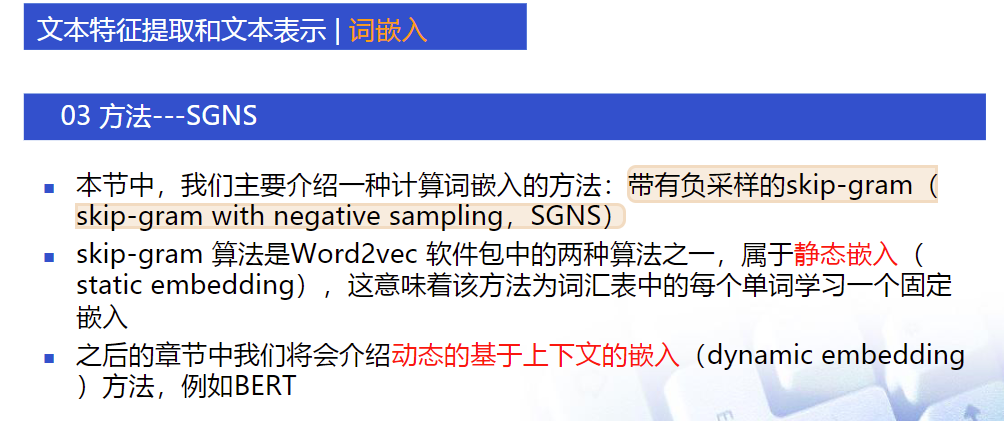 文本特征提取和文本表示 | 词嵌入
03 方法---SGNS
▪ 本节中，我们主要介绍一种计算词嵌入的方法：带有负采样的skip-gram（
skip-gram with negative sampling，SGNS）
▪ skip-gram 算法是Word2vec 软件包中的两种算法之一，属于静态嵌入（
static embedding），这意味着该方法为词汇表中的每个单词学习一个固定
嵌入
▪ 之后的章节中我们将会介绍动态的基于上下文的嵌入（dynamic embedding
）方法，例如BERT